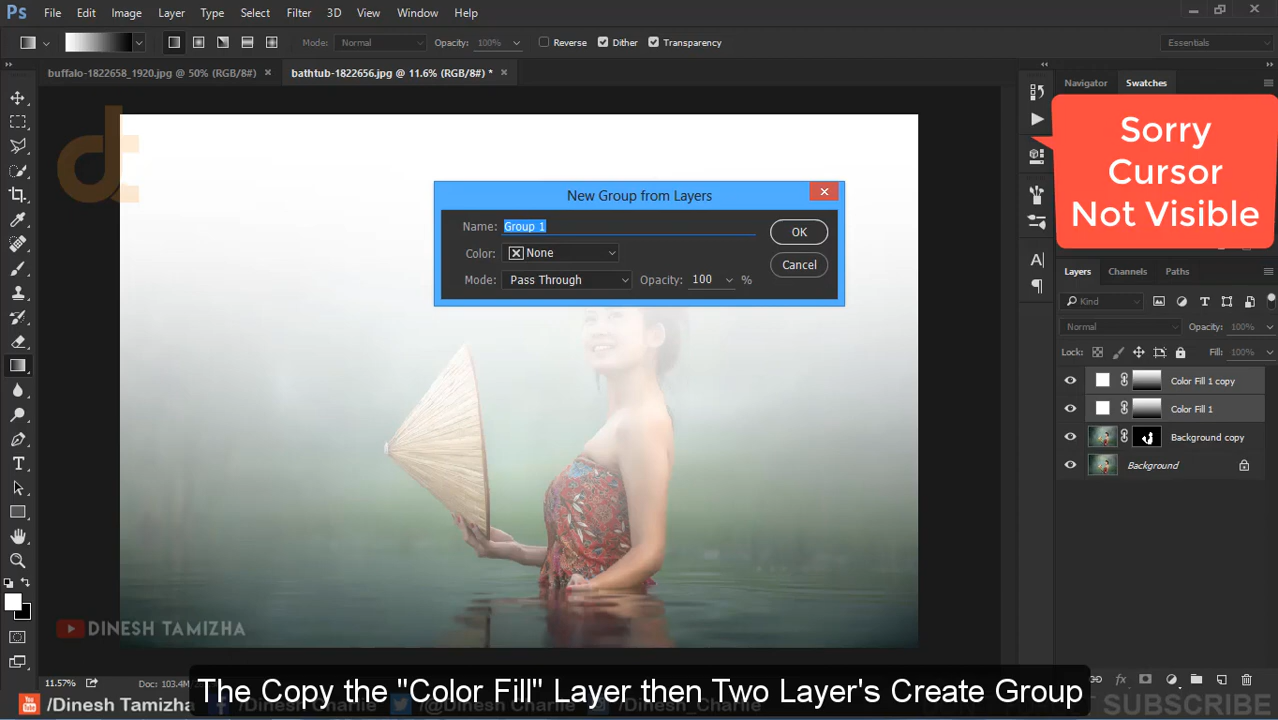 Ps File Edit Image Layer Type Select Filter 3D View Window Help
Mode: Normal Opacity: 100% Reverse Dither Transparency Essentials
buffalo-1822658_1920.jpg @ 50% (RGB/8#) × bathtub-1822656.jpg @ 11.6% (RGB/8#) * ×
Navigator Swatches
Sorry
Cursor
Not Visible
New Group from Layers
Name: Group 1 OK
Color: None Cancel
Mode: Pass Through Opacity: 100 %
Layers Channels Paths
Kind
Normal Opacity: 100%
Lock: Fill: 100%
Color Fill 1 copy
Color Fill 1
Background copy
Background
DINESH TAMIZHA
11.57% Doc: 103.4M/
The Copy the "Color Fill" Layer then Two Layer's Create Group
You Tube /Dinesh Tamizha /Dinesh Charlie /@Dinesh Charlie /Dinesh_Charlie SUBSCRIBE